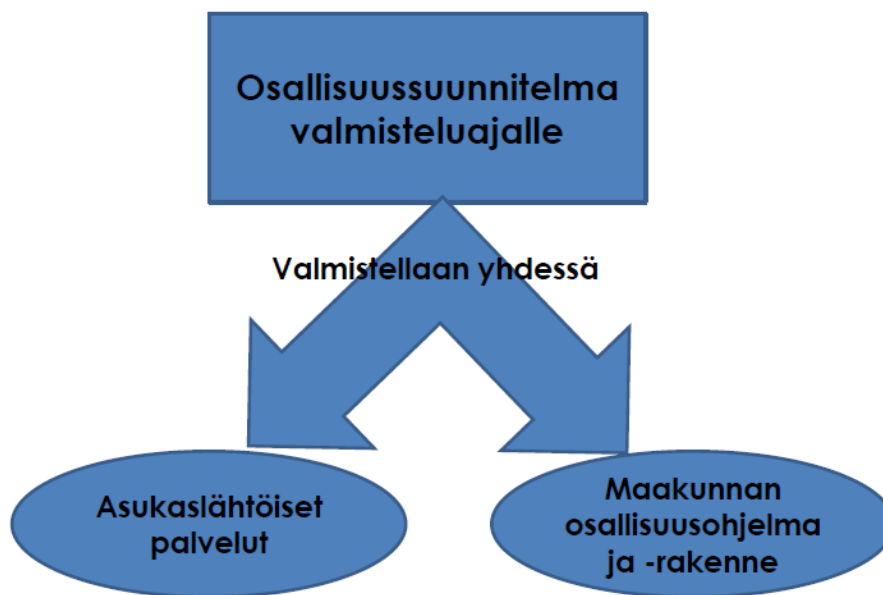 Osallisuussuunnitelma
valmisteluajalle
Valmistellaan yhdessä
Asukaslähtöiset
palvelut
Maakunnan
osallisuusohjelma
ja -rakenne